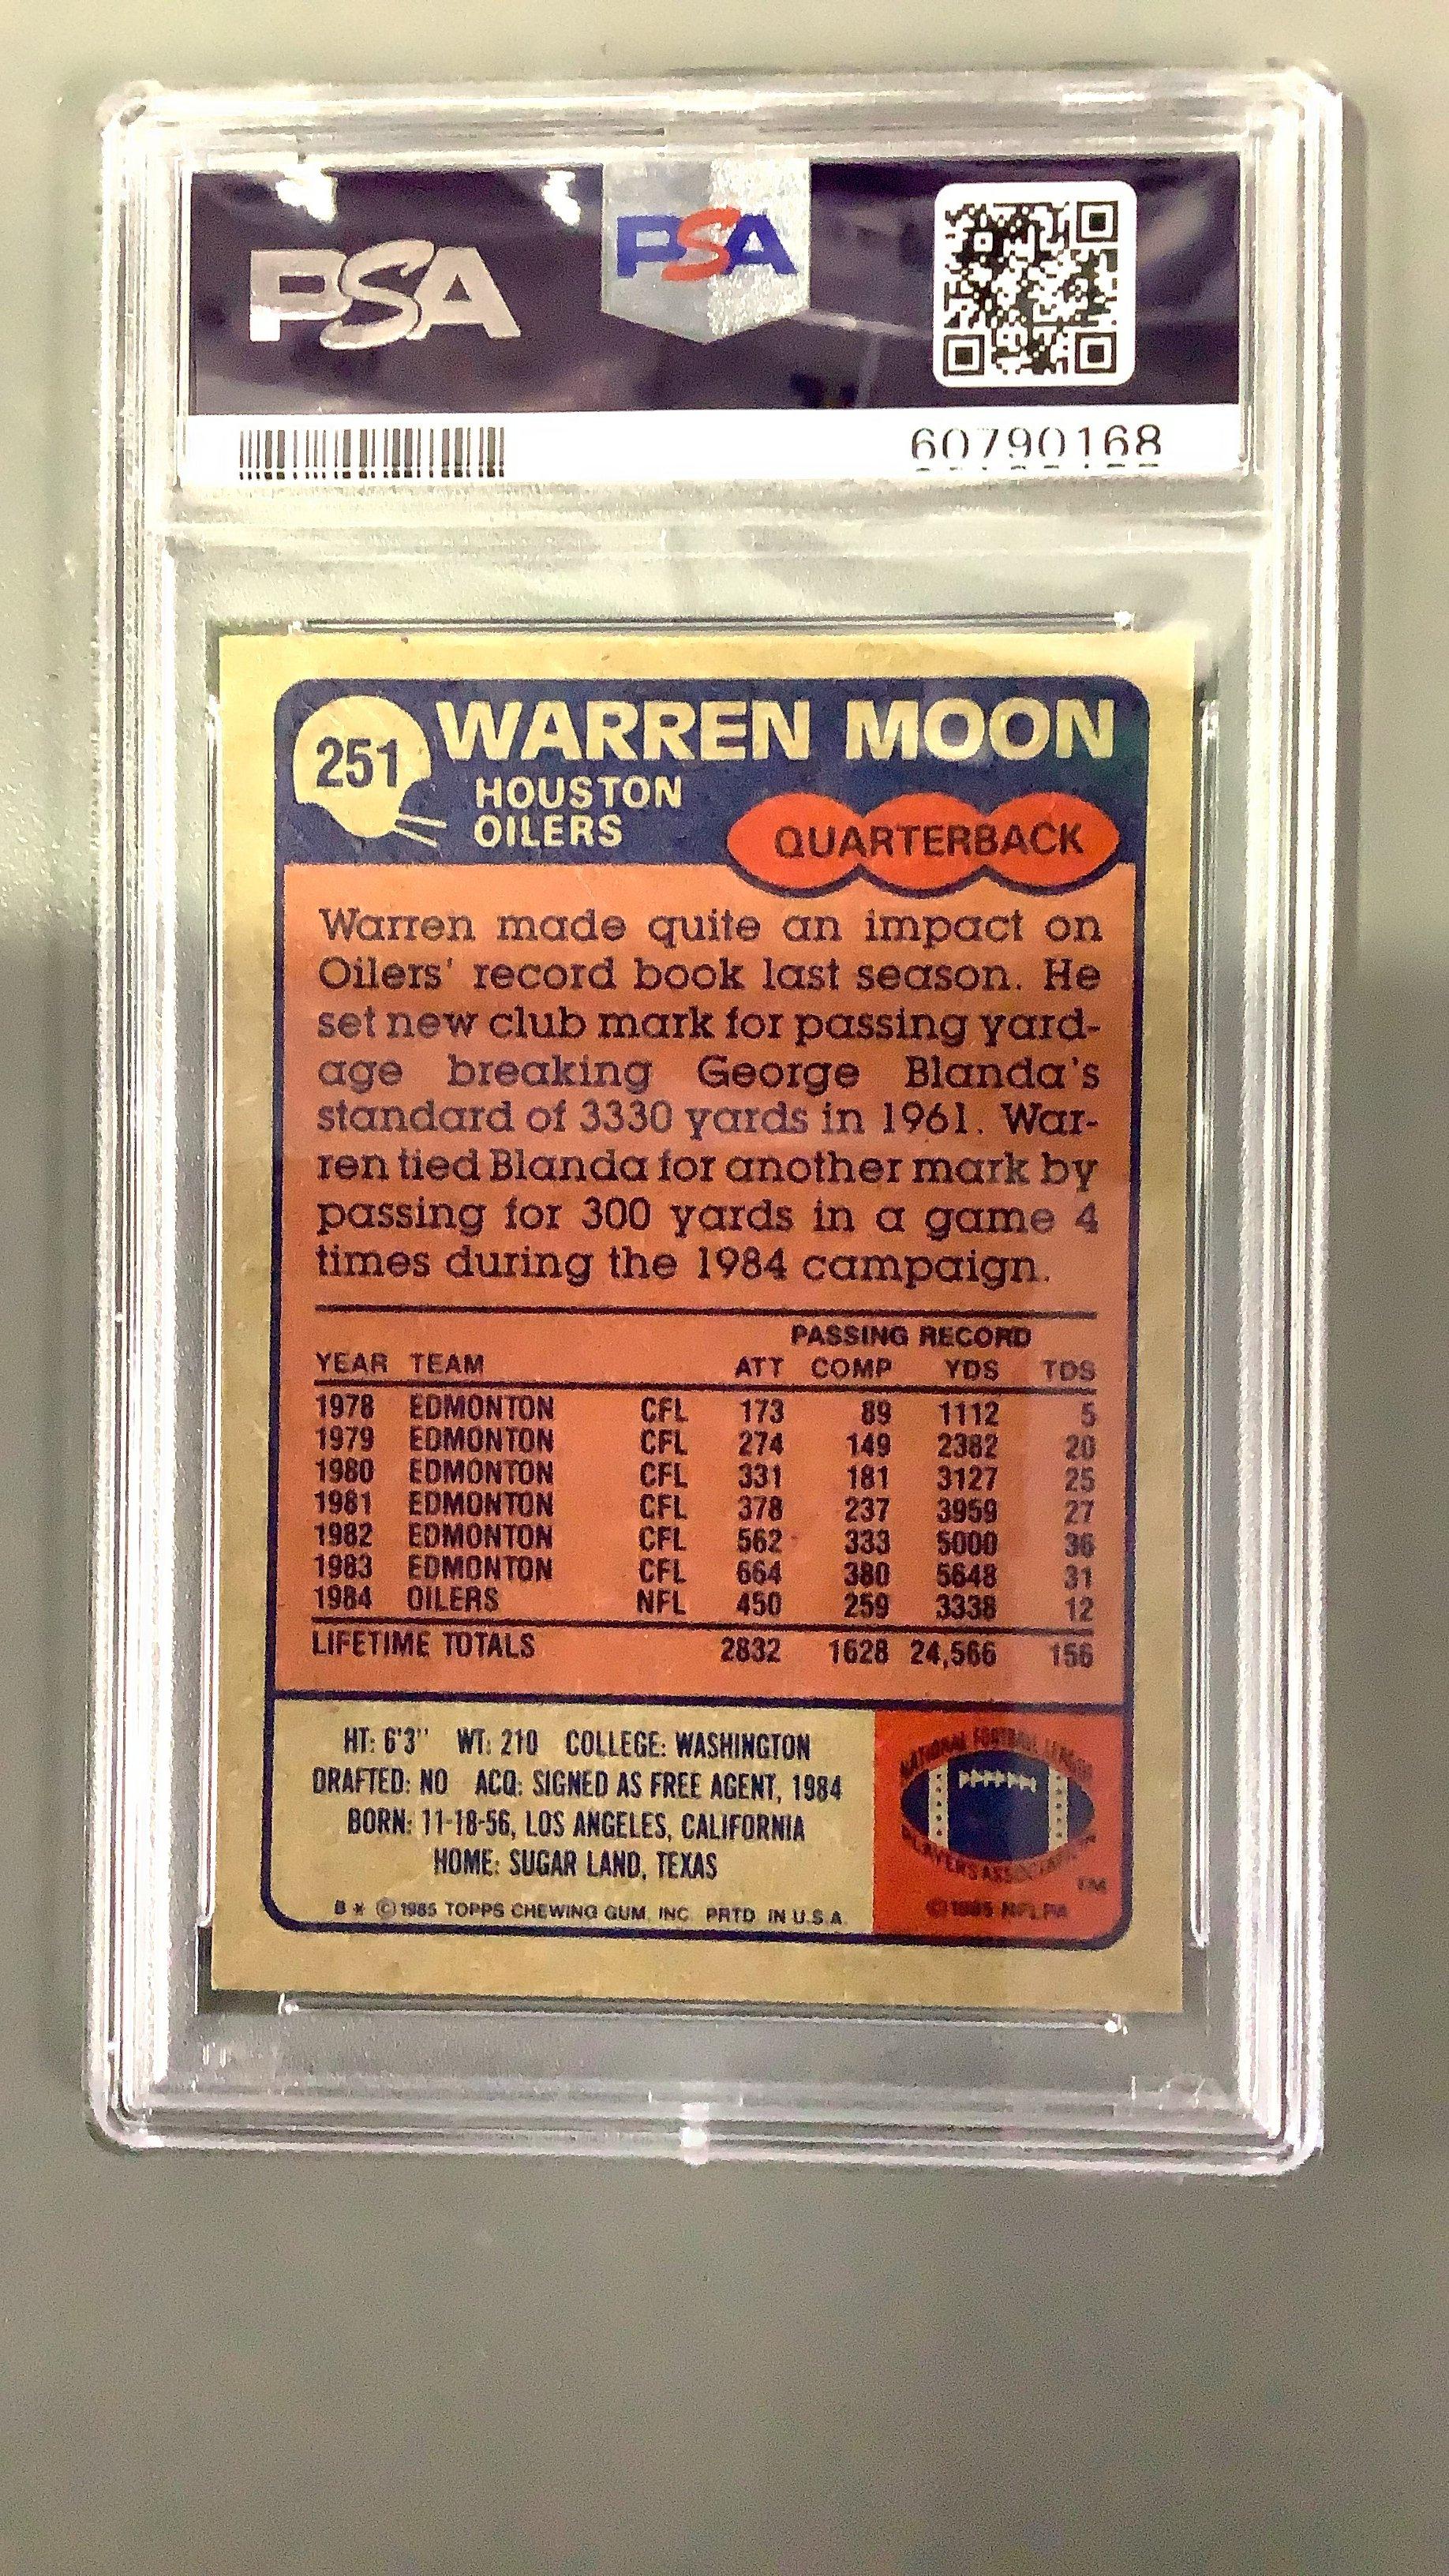 PSA
PSA
60790168
251
WARREN MOON
HOUSTON
OILERS
QUARTERBACK
Warren made quite an impact on
Oilers' record book last season. He
set new club mark for passing yard-
age breaking George Blanda's
standard of 3330 yards in 1961. War-
ren tied Blanda for another mark by
passing for 300 yards in a game 4
times during the 1984 campaign.
PASSING RECORD
YEAR TEAM ATT COMP YDS TDS
1978 EDMONTON CFL 173 89 1112 5
1979 EDMONTON CFL 274 149 2382 20
1980 EDMONTON CFL 331 181 3127 25
1981 EDMONTON CFL 378 237 3959 27
1982 EDMONTON CFL 562 333 5000 36
1983 EDMONTON CFL 664 380 5648 31
1984 OILERS NFL 450 259 3338 12
LIFETIME TOTALS 2832 1628 24,566 156
HT: 6'3" WT: 210 COLLEGE: WASHINGTON
DRAFTED: NO ACQ: SIGNED AS FREE AGENT, 1984
BORN: 11-18-56, LOS ANGELES, CALIFORNIA
HOME: SUGAR LAND, TEXAS
B * ©1985 TOPPS CHEWING GUM, INC. PRTD. IN U.S.A.
NATIONAL FOOTBALL LEAGUE
PLAYERS ASSOCIATION
TM
©1985 NFLPA